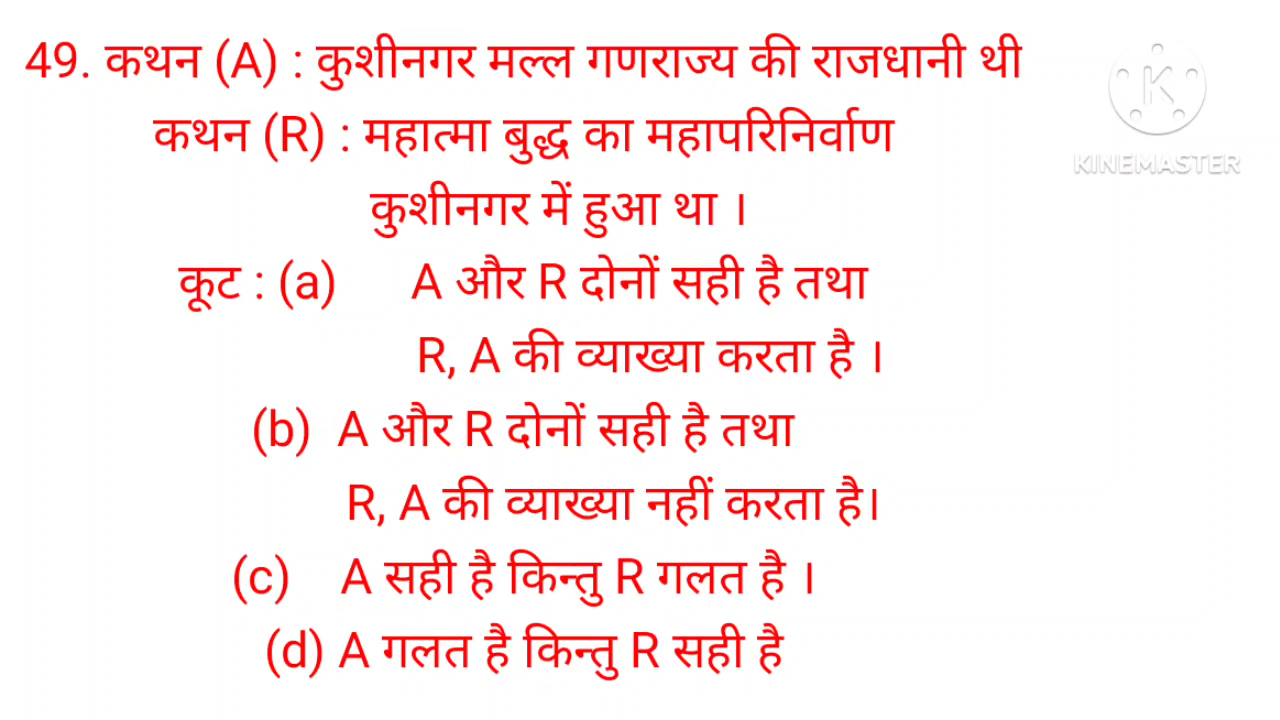 49. कथन (A) : कुशीनगर मल्ल गणराज्य की राजधानी थी
कथन (R) : महात्मा बुद्ध का महापरिनिर्वाण
कुशीनगर में हुआ था ।
कूट : (a) A और R दोनों सही है तथा
R, A की व्याख्या करता है ।
(b) A और R दोनों सही है तथा
R, A की व्याख्या नहीं करता है।
(c) A सही है किन्तु R गलत है ।
(d) A गलत है किन्तु R सही है
K
KINEMASTER